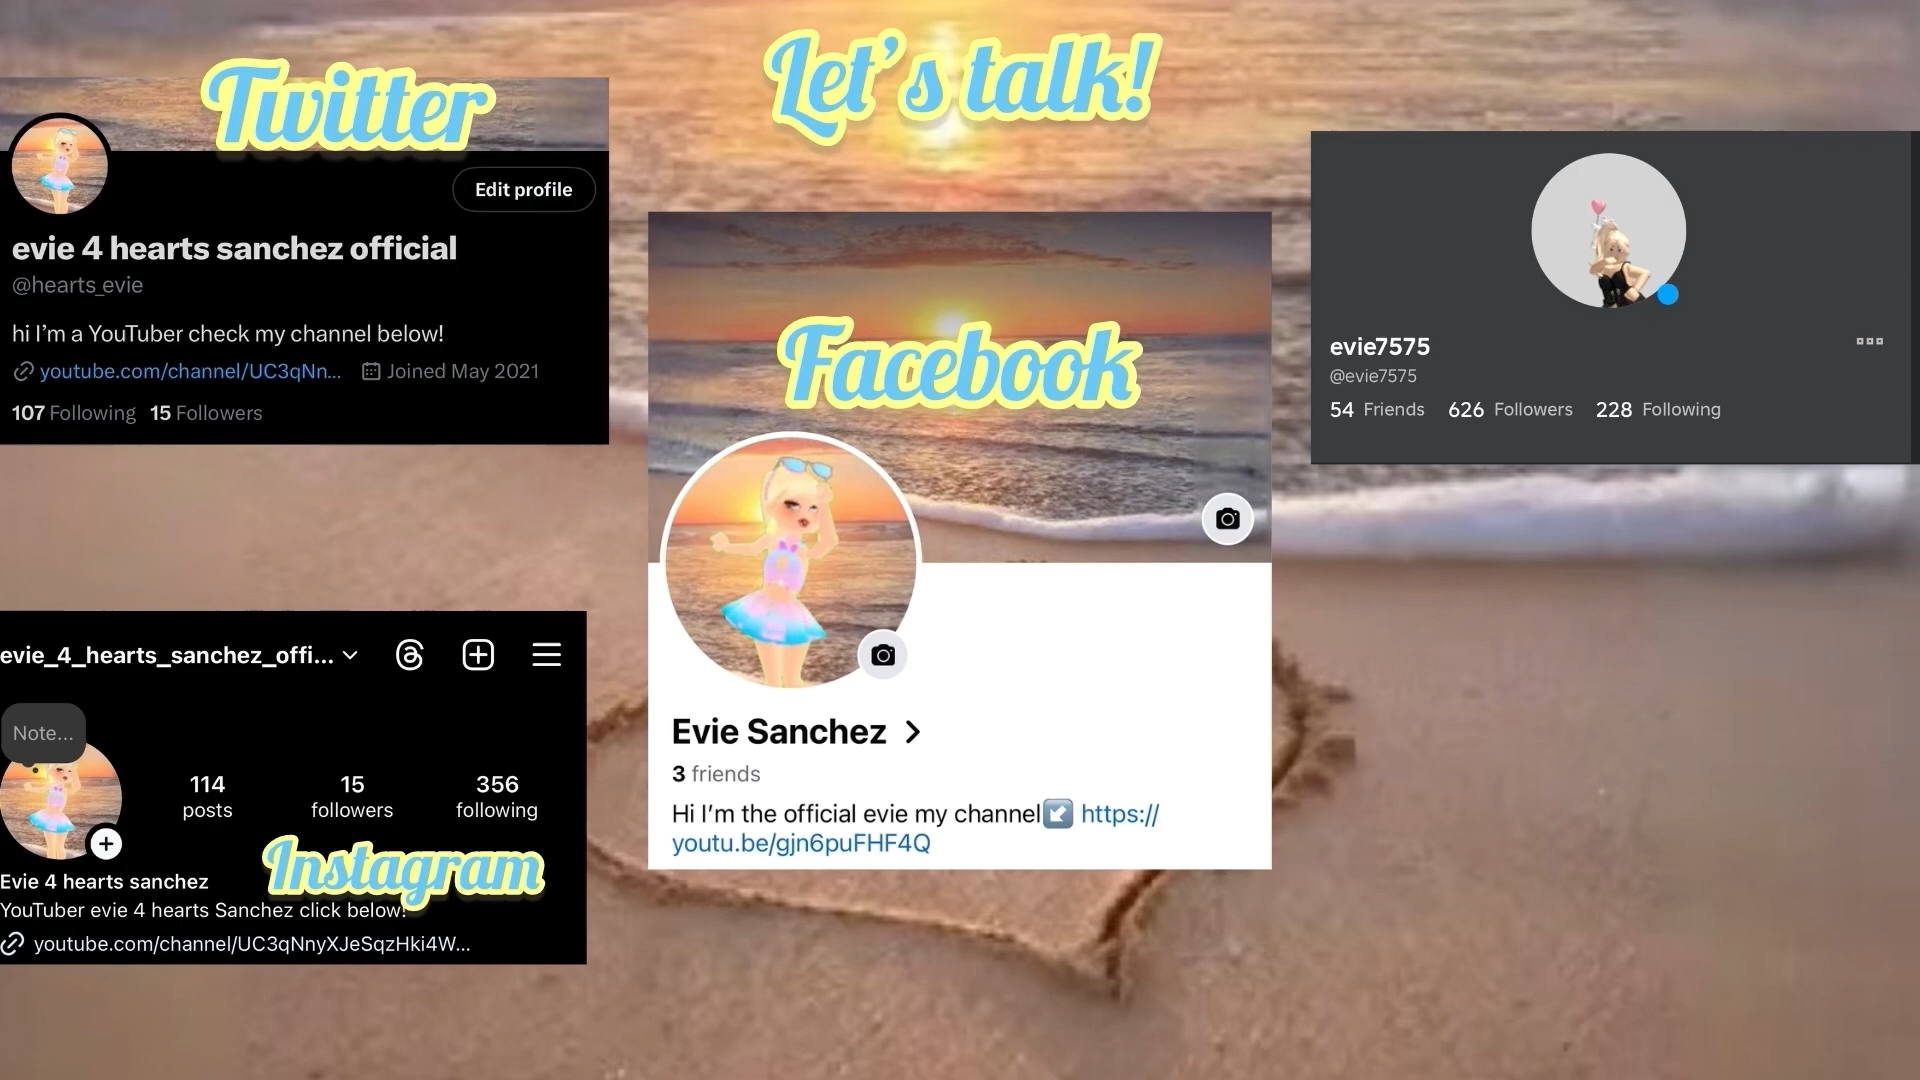 Let's talk!
Twitter
Edit profile
evie 4 hearts sanchez official
@hearts_evie
hi I'm a YouTuber check my channel below!
youtube.com/channel/UC3qNn... Joined May 2021
107 Following 15 Followers
Facebook
Evie Sanchez
3 friends
Hi I'm the official evie my channel↙️ https://
youtu.be/gjn6puFHF4Q
evie7575
@evie7575
54 Friends 626 Followers 228 Following
evie_4_hearts_sanchez_offi...
Note...
114 15 356
posts followers following
Instagram
Evie 4 hearts sanchez
YouTuber evie 4 hearts Sanchez click below!
youtube.com/channel/UC3qNnyXJeSqzHki4W...